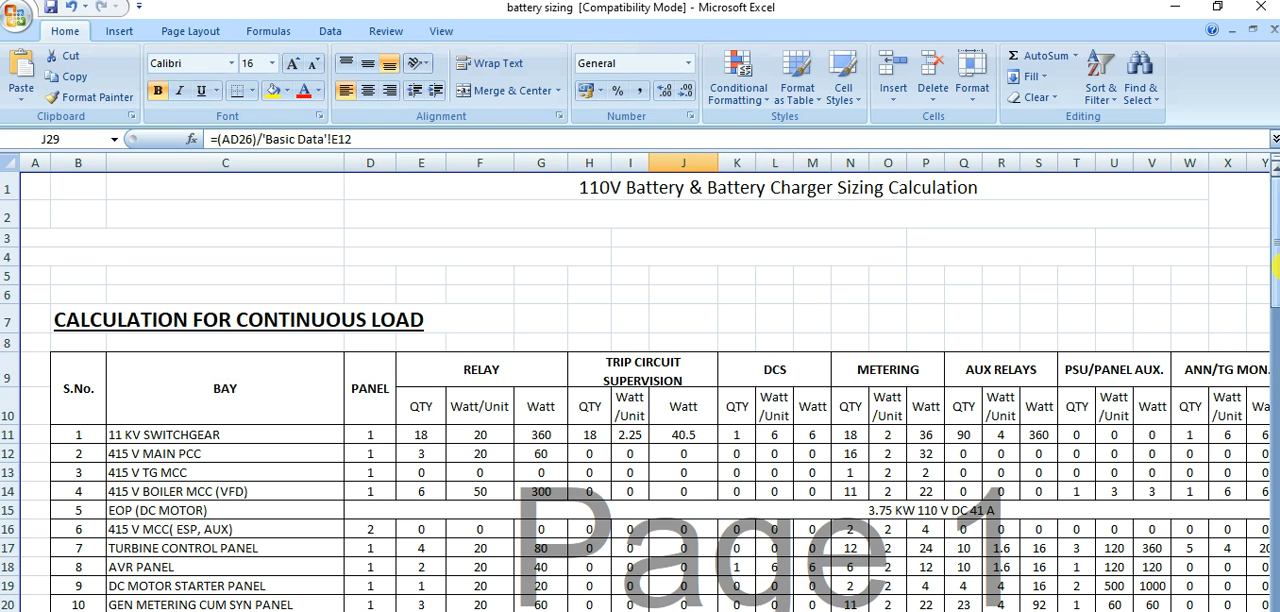 battery sizing [Compatibility Mode] - Microsoft Excel
Home Insert Page Layout Formulas Data Review View
Paste Cut Copy Format Painter Clipboard
Calibri 16 A A B I U A Font
Wrap Text Merge & Center Alignment
General % , Number
Conditional Formatting Format as Table Cell Styles Styles
Insert Delete Format Cells
Σ AutoSum Fill Clear Sort & Filter Find & Select Editing
J29 fx =(AD26)/'Basic Data'!E12
A B C D E F G H I J K L M N O P Q R S T U V W X Y
1 110V Battery & Battery Charger Sizing Calculation
2
3
4
5
6
7 CALCULATION FOR CONTINUOUS LOAD
8
9 S.No. BAY PANEL RELAY TRIP CIRCUIT SUPERVISION DCS METERING AUX RELAYS PSU/PANEL AUX. ANN/TG MON.
10 QTY Watt/Unit Watt QTY Watt /Unit Watt QTY Watt /Unit Watt QTY Watt /Unit Watt QTY Watt /Unit Watt QTY Watt /Unit Watt QTY Watt /Unit
11 1 11 KV SWITCHGEAR 1 18 20 360 18 2.25 40.5 1 6 6 18 2 36 90 4 360 0 0 0 1 6 6
12 2 415 V MAIN PCC 1 3 20 60 0 0 0 0 0 0 16 2 32 0 0 0 0 0 0 0 0 0
13 3 415 V TG MCC 1 0 0 0 0 0 0 0 0 0 1 2 2 0 0 0 0 0 0 0 0 0
14 4 415 V BOILER MCC (VFD) 1 6 50 300 0 0 0 0 0 0 11 2 22 0 0 0 1 3 3 1 6 6
15 5 EOP (DC MOTOR) 3.75 KW 110 V DC 41 A
16 6 415 V MCC( ESP, AUX) 2 0 0 0 0 0 0 0 0 0 2 2 4 0 0 0 0 0 0 0 0 0
17 7 TURBINE CONTROL PANEL 1 4 20 80 0 0 0 0 0 0 12 2 24 10 1.6 16 3 120 360 5 4 20
18 8 AVR PANEL 1 2 20 40 0 0 0 1 6 6 6 2 12 10 1.6 16 1 120 120 0 0 0
19 9 DC MOTOR STARTER PANEL 1 1 20 20 0 0 0 0 0 0 2 2 4 4 4 16 2 500 1000 0 0 0
20 10 GEN METERING CUM SYN PANEL 1 3 20 60 0 0 0 0 0 0 11 2 22 23 4 92 1 60 60 0 0 0
Page 1